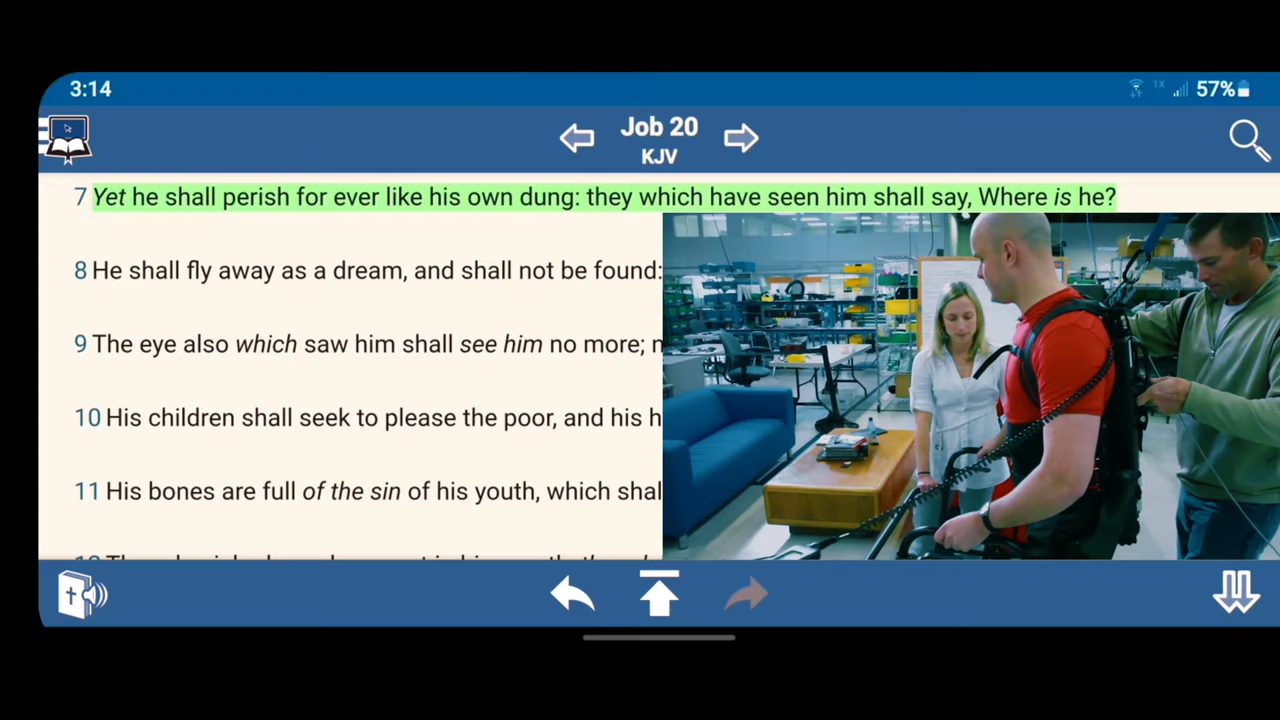 3:14
1X
57%
Job 20
KJV
7 Yet he shall perish for ever like his own dung: they which have seen him shall say, Where is he?
8 He shall fly away as a dream, and shall not be found:
9 The eye also which saw him shall see him no more; n
10 His children shall seek to please the poor, and his h
11 His bones are full of the sin of his youth, which shal